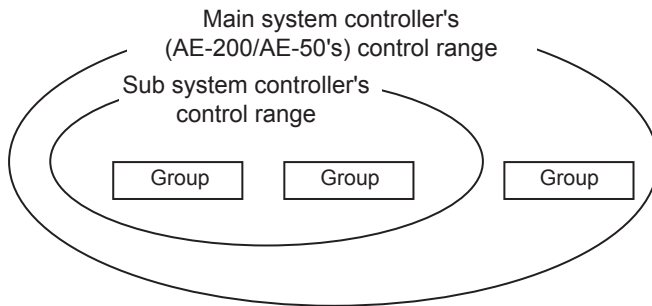 Main system controller's
(AE-200/AE-50's) control range
Sub system controller's
control range
Group
Group
Group